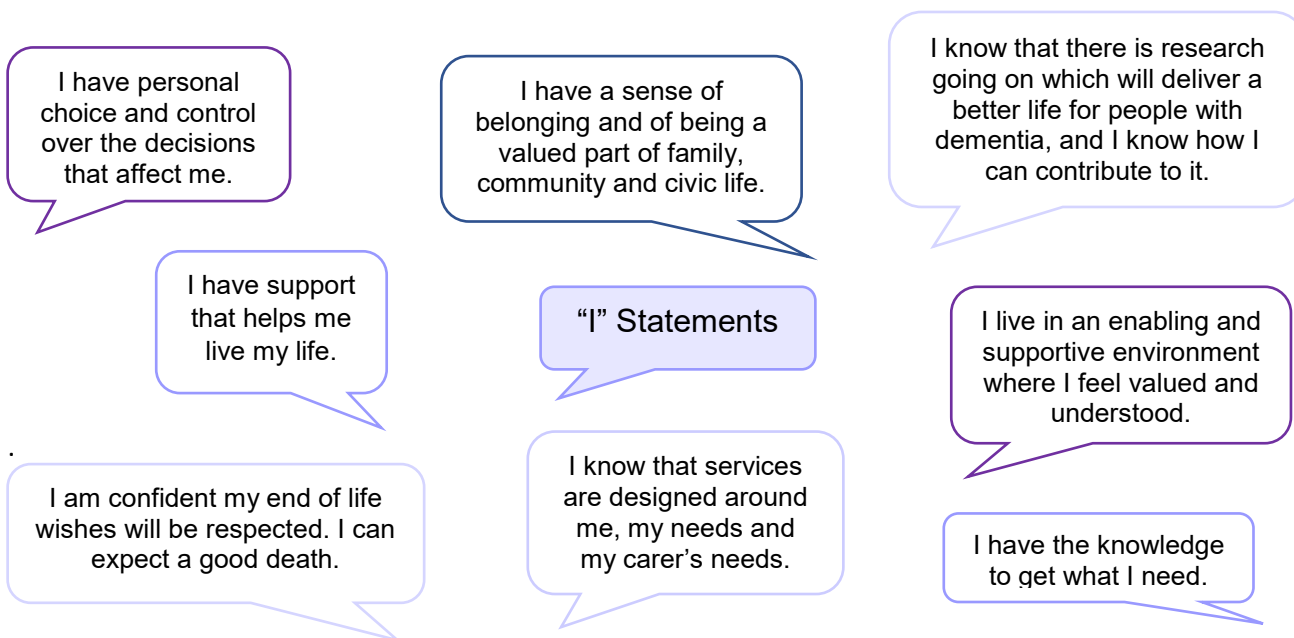 I have personal
choice and control
over the decisions
that affect me.
I have a sense of
belonging and of being a
valued part of family,
community and civic life.
I know that there is research
going on which will deliver a
better life for people with
dementia, and I know how I
can contribute to it.
I have support
that helps me
live my life.
“I” Statements
I live in an enabling and
supportive environment
where I feel valued and
understood.
.
I am confident my end of life
wishes will be respected. I can
expect a good death.
I know that services
are designed around
me, my needs and
my carer’s needs.
I have the knowledge
to get what I need.